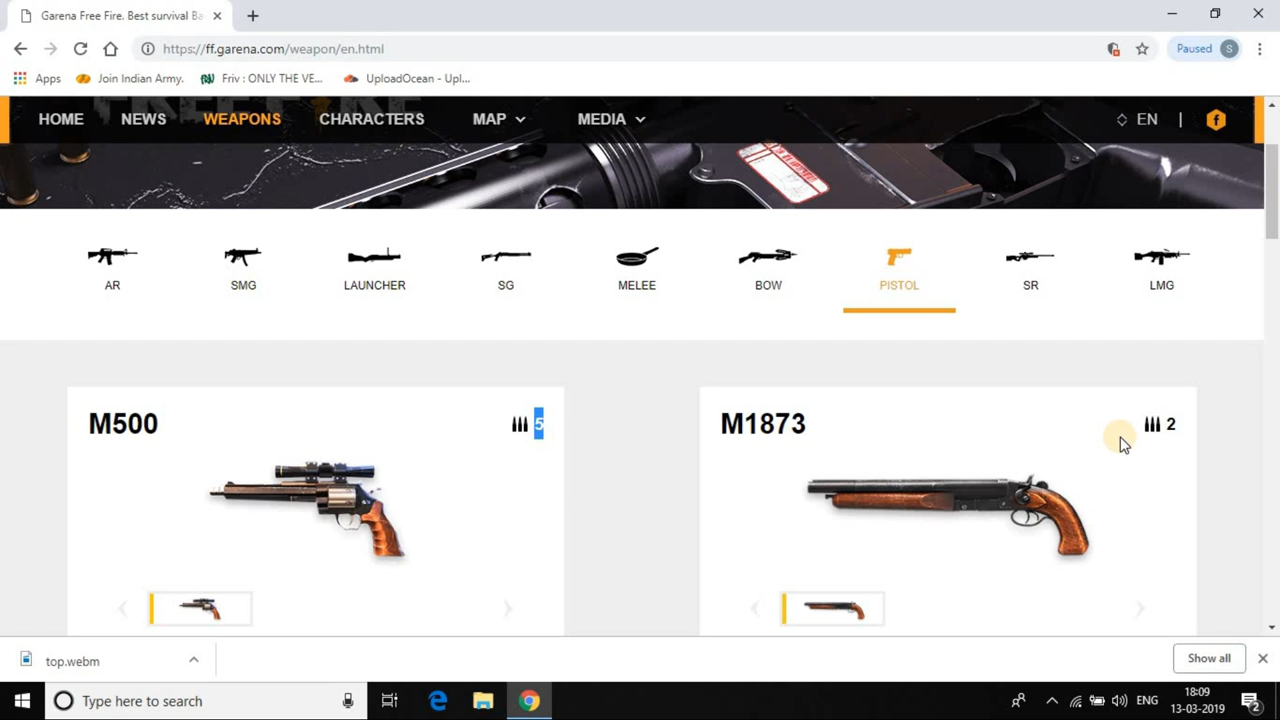 Garena Free Fire. Best survival Ba
https://ff.garena.com/weapon/en.html
Paused S
Apps Join Indian Army. Friv : ONLY THE VE... UploadOcean - Upl...
FREE FIRE
HOME NEWS WEAPONS CHARACTERS MAP MEDIA EN | f
AR SMG LAUNCHER SG MELEE BOW PISTOL SR LMG
M500 5
M1873 2
top.webm
Show all
Type here to search
ENG
18:09
13-03-2019
2